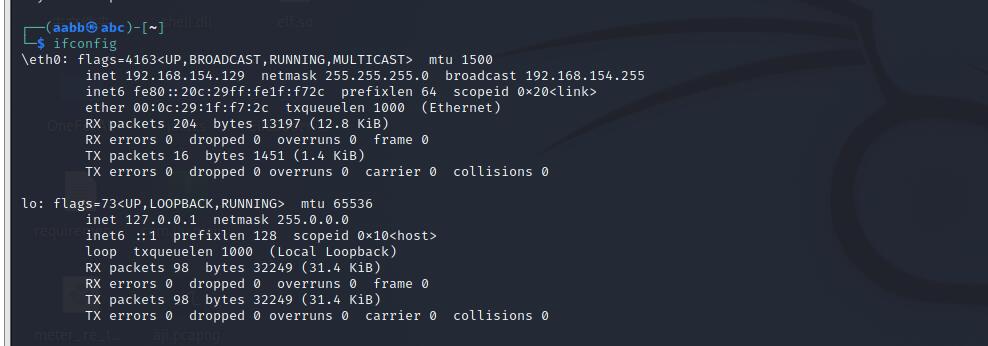 shell.dll elf.so
┌──(aabb㉿abc)-[~]
└─$ ifconfig
\eth0: flags=4163<UP,BROADCAST,RUNNING,MULTICAST>  mtu 1500
        inet 192.168.154.129  netmask 255.255.255.0  broadcast 192.168.154.255
        inet6 fe80::20c:29ff:fe1f:f72c  prefixlen 64  scopeid 0×20<link>
        ether 00:0c:29:1f:f7:2c  txqueuelen 1000  (Ethernet)
        RX packets 204  bytes 13197 (12.8 KiB)
        RX errors 0  dropped 0  overruns 0  frame 0
        TX packets 16  bytes 1451 (1.4 KiB)
        TX errors 0  dropped 0 overruns 0  carrier 0  collisions 0
lo: flags=73<UP,LOOPBACK,RUNNING>  mtu 65536
        inet 127.0.0.1  netmask 255.0.0.0
        inet6 ::1  prefixlen 128  scopeid 0×10<host>
        loop  txqueuelen 1000  (Local Loopback)
        RX packets 98  bytes 32249 (31.4 KiB)
        RX errors 0  dropped 0  overruns 0  frame 0
        TX packets 98  bytes 32249 (31.4 KiB)
        TX errors 0  dropped 0 overruns 0  carrier 0  collisions 0
meter_re_t...